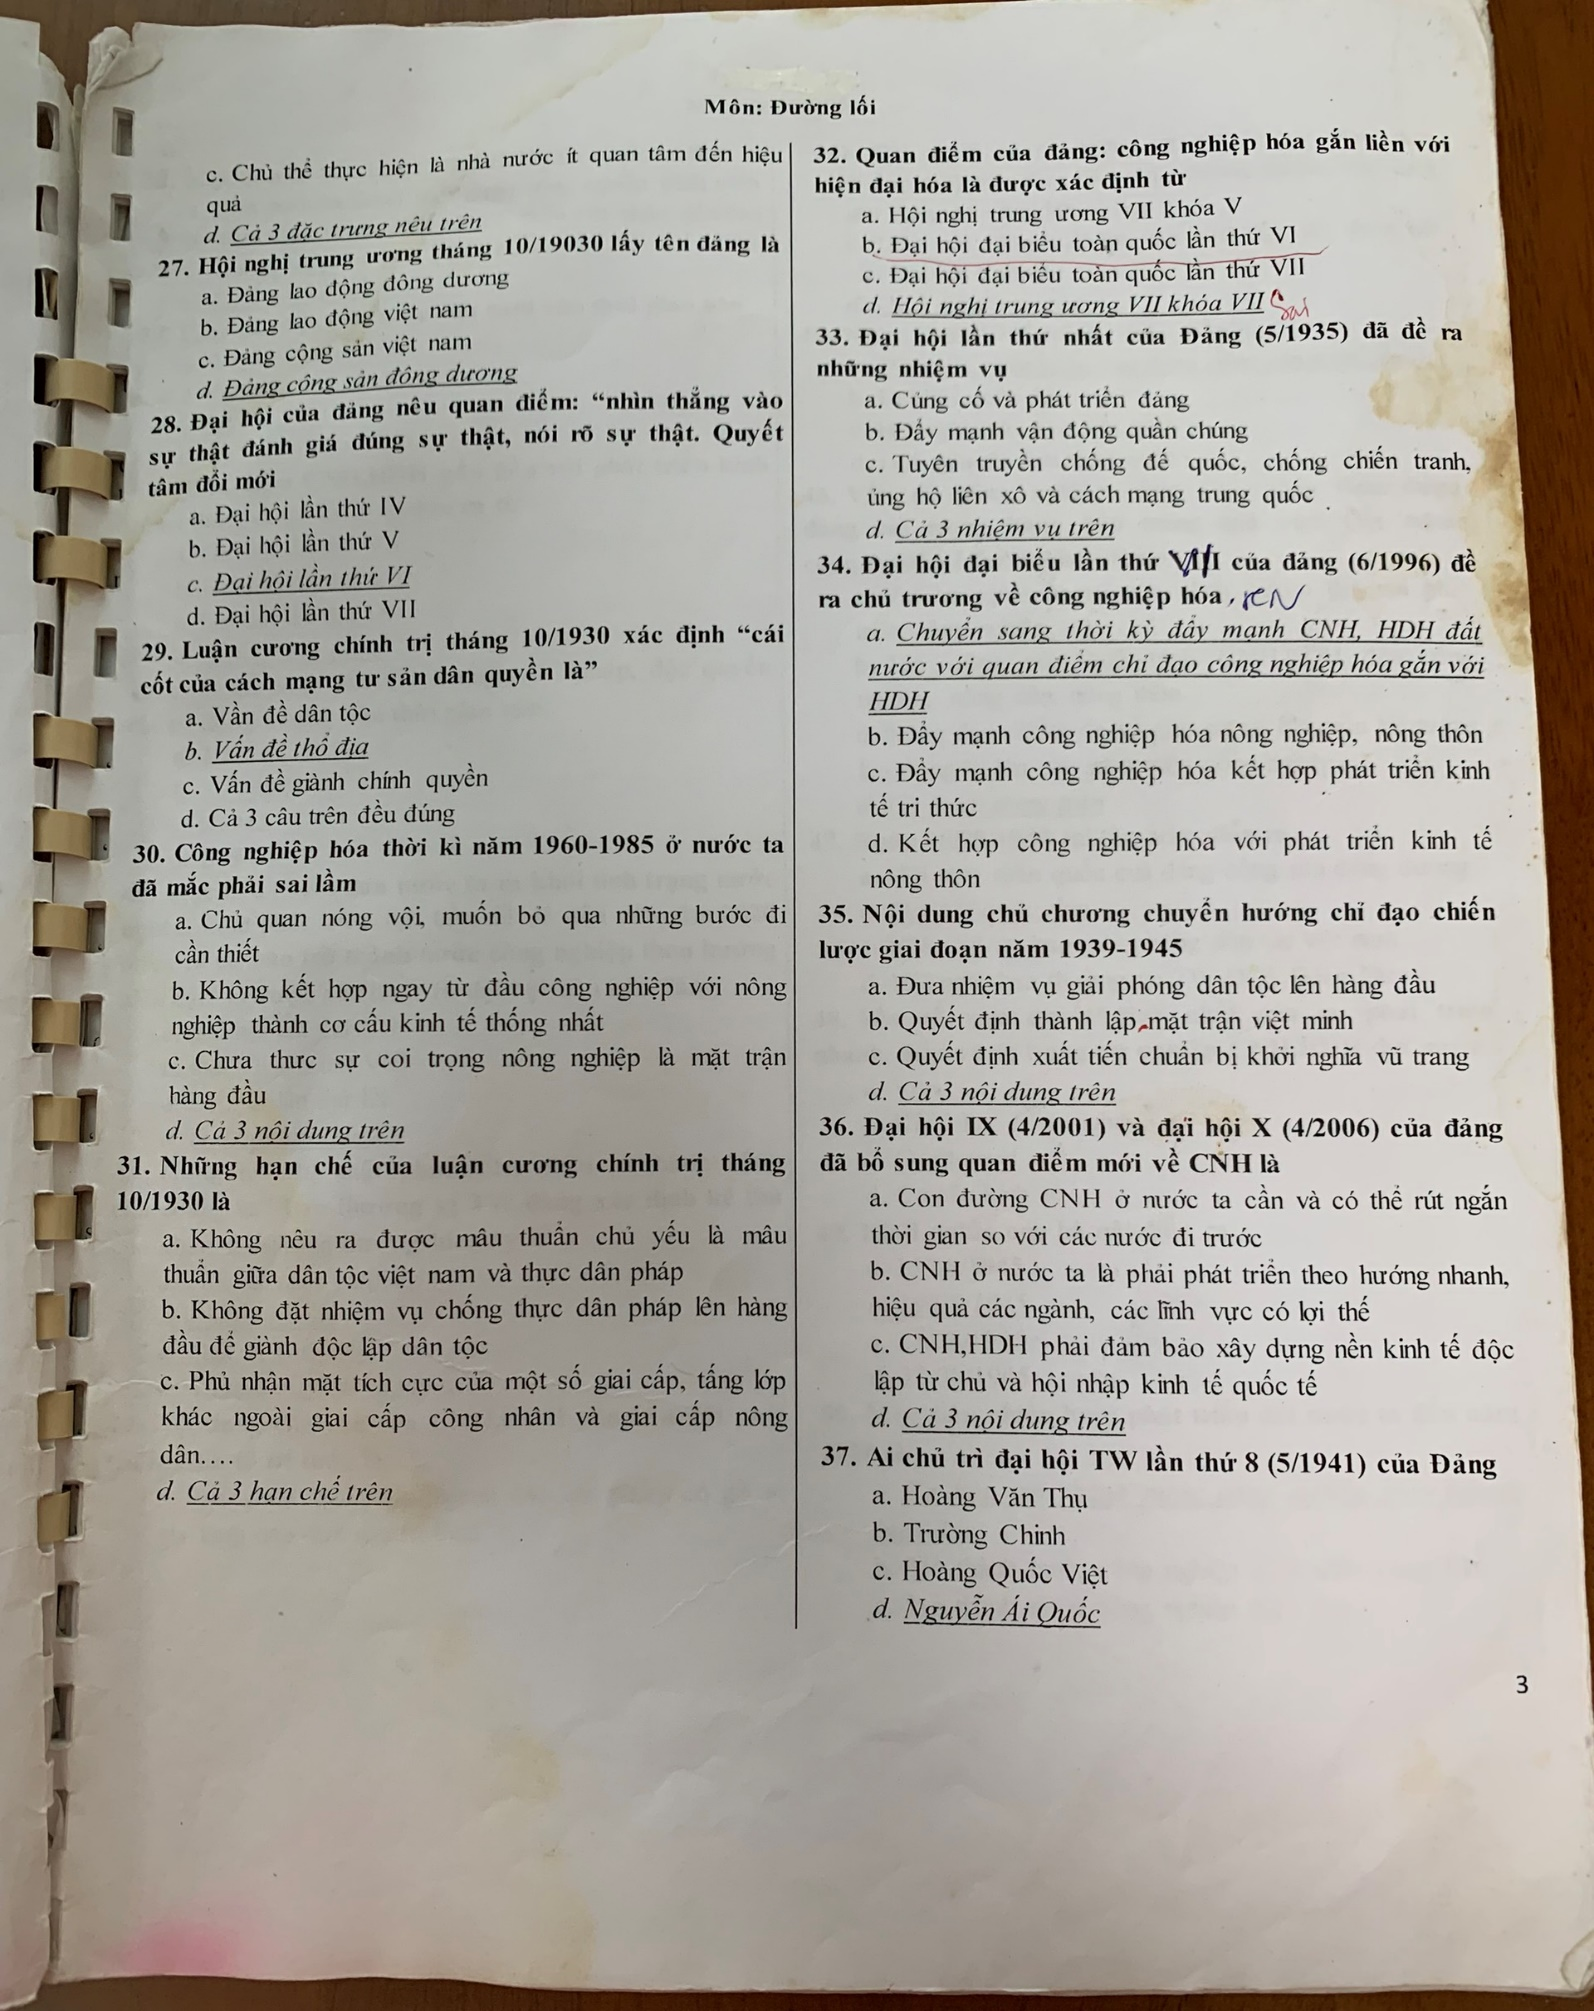 Môn: Đường lối
c. Chủ thể thực hiện là nhà nước ít quan tâm đến hiệu
quả
d. Cả 3 đặc trưng nêu trên
27. Hội nghị trung ương tháng 10/19030 lấy tên đảng là
a. Đảng lao động đông dương
b. Đảng lao động việt nam
c. Đảng cộng sản việt nam
d. Đảng cộng sản đông dương
28. Đại hội của đảng nêu quan điểm: “nhìn thẳng vào
sự thật đánh giá đúng sự thật, nói rõ sự thật. Quyết
tâm đổi mới
a. Đại hội lần thứ IV
b. Đại hội lần thứ V
c. Đại hội lần thứ VI
d. Đại hội lần thứ VII
29. Luận cương chính trị tháng 10/1930 xác định “cái
cốt của cách mạng tư sản dân quyền là”
a. Vần đề dân tộc
b. Vấn đề thổ địa
c. Vấn đề giành chính quyền
d. Cả 3 câu trên đều đúng
30. Công nghiệp hóa thời kì năm 1960-1985 ở nước ta
đã mắc phải sai lầm
a. Chủ quan nóng vội, muốn bỏ qua những bước đi
cần thiết
b. Không kết hợp ngay từ đầu công nghiệp với nông
nghiệp thành cơ cấu kinh tế thống nhất
c. Chưa thưc sự coi trọng nông nghiệp là mặt trận
hàng đầu
d. Cả 3 nội dung trên
31. Những hạn chế của luận cương chính trị tháng
10/1930 là
a. Không nêu ra được mâu thuẩn chủ yếu là mâu
thuẩn giữa dân tộc việt nam và thực dân pháp
b. Không đặt nhiệm vụ chống thực dân pháp lên hàng
đầu để giành độc lập dân tộc
c. Phủ nhận mặt tích cực của một số giai cấp, tầng lớp
khác ngoài giai cấp công nhân và giai cấp nông
dân....
d. Cả 3 hạn chế trên
32. Quan điểm của đảng: công nghiệp hóa gắn liền với
hiện đại hóa là được xác định từ
a. Hội nghị trung ương VII khóa V
b. Đại hội đại biểu toàn quốc lần thứ VI
c. Đại hội đại biểu toàn quốc lần thứ VII
d. Hội nghị trung ương VII khóa VII Sai
33. Đại hội lần thứ nhất của Đảng (5/1935) đã đề ra
những nhiệm vụ
a. Củng cố và phát triển đảng
b. Đẩy mạnh vận động quần chúng
c. Tuyên truyền chống đế quốc, chống chiến tranh,
ủng hộ liên xô và cách mạng trung quốc
d. Cả 3 nhiệm vụ trên
34. Đại hội đại biểu lần thứ VIII của đảng (6/1996) đề
ra chủ trương về công nghiệp hóa,
a. Chuyển sang thời kỳ đẩy mạnh CNH, HDH đất
nước với quan điểm chỉ đạo công nghiệp hóa gắn với
HDH
b. Đẩy mạnh công nghiệp hóa nông nghiệp, nông thôn
c. Đẩy mạnh công nghiệp hóa kết hợp phát triển kinh
tế tri thức
d. Kết hợp công nghiệp hóa với phát triển kinh tế
nông thôn
35. Nội dung chủ chương chuyển hướng chỉ đạo chiến
lược giai đoạn năm 1939-1945
a. Đưa nhiệm vụ giải phóng dân tộc lên hàng đầu
b. Quyết định thành lập mặt trận việt minh
c. Quyết định xuất tiến chuẩn bị khởi nghĩa vũ trang
d. Cả 3 nội dung trên
36. Đại hội IX (4/2001) và đại hội X (4/2006) của đảng
đã bổ sung quan điểm mới về CNH là
a. Con đường CNH ở nước ta cần và có thể rút ngắn
thời gian so với các nước đi trước
b. CNH ở nước ta là phải phát triển theo hướng nhanh,
hiệu quả các ngành, các lĩnh vực có lợi thế
c. CNH,HDH phải đảm bảo xây dựng nền kinh tế độc
lập từ chủ và hội nhập kinh tế quốc tế
d. Cả 3 nội dung trên
37. Ai chủ trì đại hội TW lần thứ 8 (5/1941) của Đảng
a. Hoàng Văn Thụ
b. Trường Chinh
c. Hoàng Quốc Việt
d. Nguyễn Ái Quốc
3